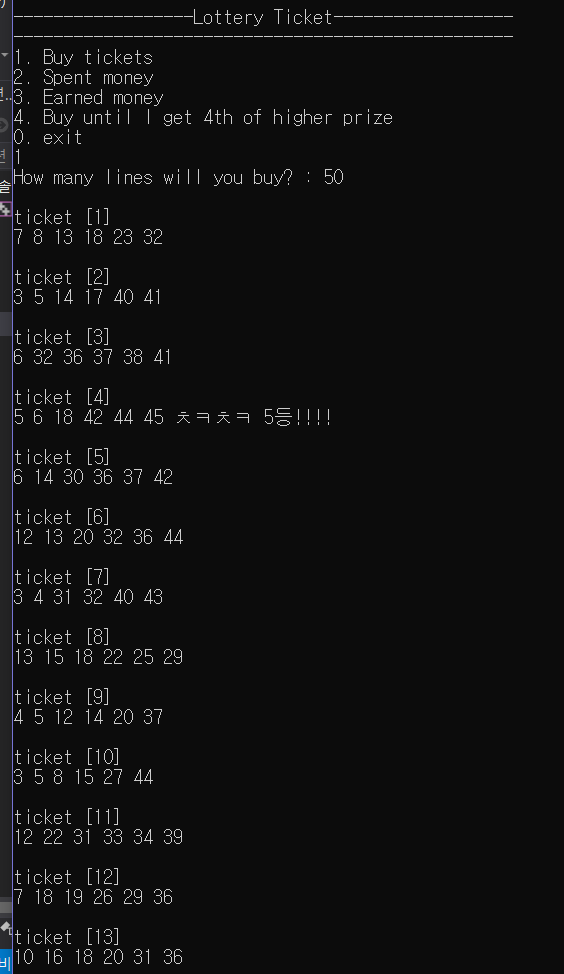 ------------------Lottery Ticket------------------
--------------------------------------------------
1. Buy tickets
2. Spent money
3. Earned money
4. Buy until I get 4th of higher prize
0. exit
1
How many lines will you buy? : 50
ticket [1]
7 8 13 18 23 32
ticket [2]
3 5 14 17 40 41
ticket [3]
6 32 36 37 38 41
ticket [4]
5 6 18 42 44 45 ㅊㅋㅊㅋ 5등!!!!
ticket [5]
6 14 30 36 37 42
ticket [6]
12 13 20 32 36 44
ticket [7]
3 4 31 32 40 43
ticket [8]
13 15 18 22 25 29
ticket [9]
4 5 12 14 20 37
ticket [10]
3 5 8 15 27 44
ticket [11]
12 22 31 33 34 39
ticket [12]
7 18 19 26 29 36
ticket [13]
10 16 18 20 31 36